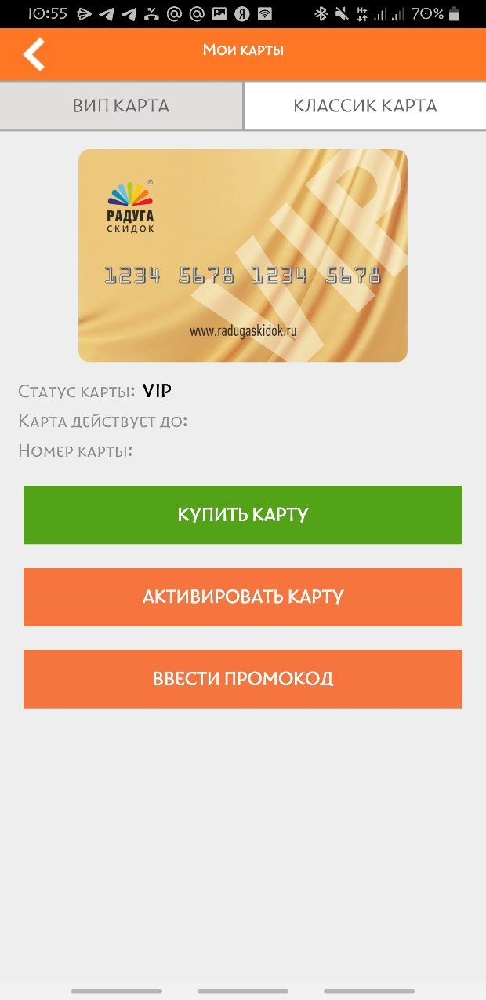 10:55 70%
Мои карты
ВИП КАРТА
КЛАССИК КАРТА
РАДУГА
СКИДОК
VIP
1234 5678 1234 5678
www.radugaskidok.ru
Статус карты: VIP
Карта действует до:
Номер карты:
КУПИТЬ КАРТУ
АКТИВИРОВАТЬ КАРТУ
ВВЕСТИ ПРОМОКОД